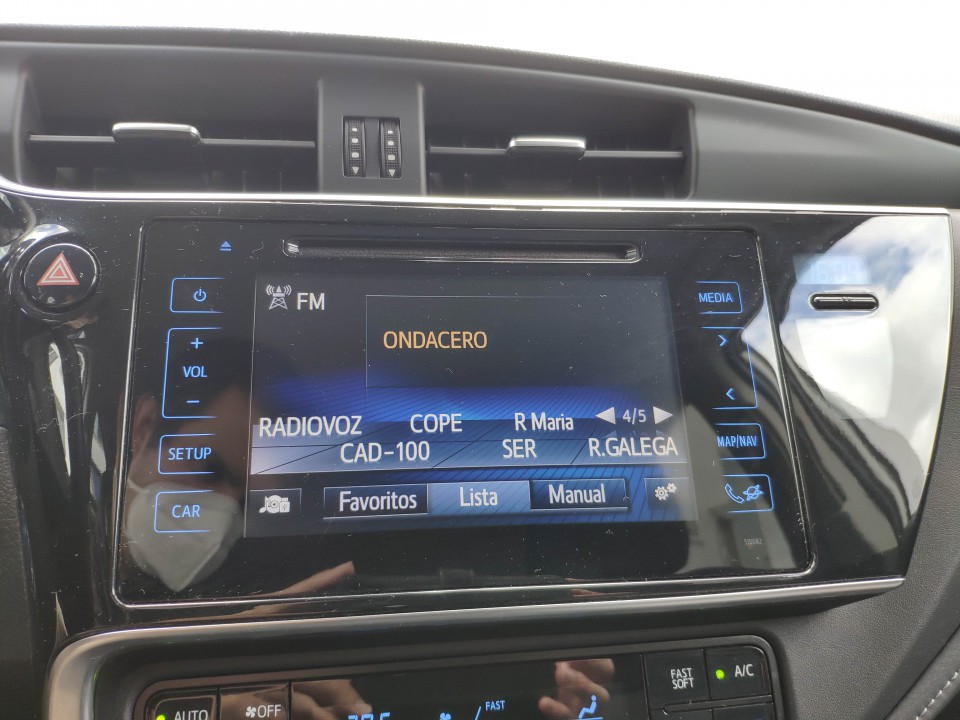 FM
MEDIA
+
VOL
-
ONDACERO
RADIOVOZ COPE R Maria 4/5
CAD-100 SER R.GALEGA
SETUP
MAP/NAV
Favoritos Lista Manual
CAR
FAST
SOFT
A/C
AUTO
OFF
FAST